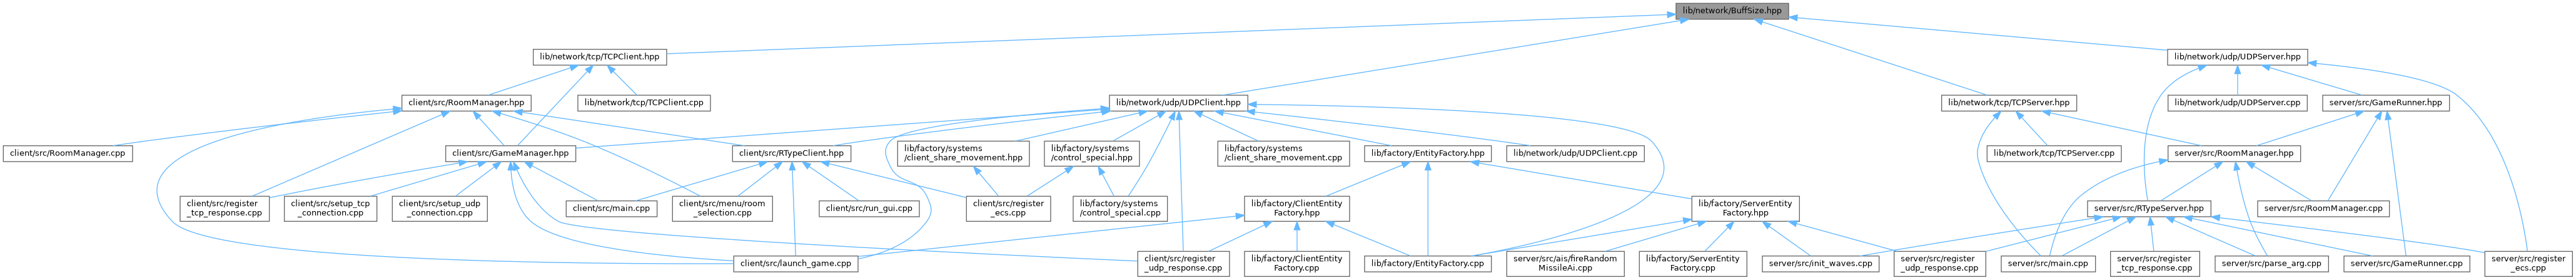 lib/network/BuffSize.hpp
lib/network/tcp/TCPClient.hpp
lib/network/udp/UDPServer.hpp
client/src/RoomManager.hpp
lib/network/tcp/TCPClient.cpp
lib/network/udp/UDPClient.hpp
lib/network/tcp/TCPServer.hpp
lib/network/udp/UDPServer.cpp
server/src/GameRunner.hpp
client/src/RoomManager.cpp
client/src/GameManager.hpp
client/src/RTypeClient.hpp
lib/factory/systems
/client_share_movement.hpp
lib/factory/systems
/control_special.hpp
lib/factory/systems
/client_share_movement.cpp
lib/factory/EntityFactory.hpp
lib/network/udp/UDPClient.cpp
lib/network/tcp/TCPServer.cpp
server/src/RoomManager.hpp
client/src/register
_tcp_response.cpp
client/src/setup_tcp
_connection.cpp
client/src/setup_udp
_connection.cpp
client/src/main.cpp
client/src/menu/room
_selection.cpp
client/src/run_gui.cpp
client/src/register
_ecs.cpp
lib/factory/systems
/control_special.cpp
lib/factory/ClientEntity
Factory.hpp
lib/factory/ServerEntity
Factory.hpp
server/src/RTypeServer.hpp
server/src/RoomManager.cpp
client/src/launch_game.cpp
client/src/register
_udp_response.cpp
lib/factory/ClientEntity
Factory.cpp
lib/factory/EntityFactory.cpp
server/src/ais/fireRandom
MissileAi.cpp
lib/factory/ServerEntity
Factory.cpp
server/src/init_waves.cpp
server/src/register
_udp_response.cpp
server/src/main.cpp
server/src/register
_tcp_response.cpp
server/src/parse_arg.cpp
server/src/GameRunner.cpp
server/src/register
_ecs.cpp